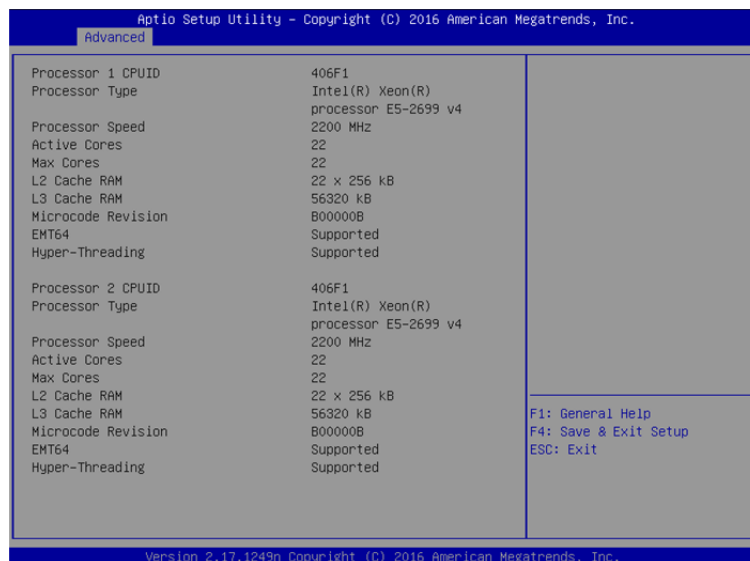 Aptio Setup Utility – Copyright (C) 2016 American Megatrends, Inc.
Advanced
Processor 1 CPUID 406F1
Processor Type Intel(R) Xeon(R)
processor E5-2699 v4
Processor Speed 2200 MHz
Active Cores 22
Max Cores 22
L2 Cache RAM 22 x 256 kB
L3 Cache RAM 56320 kB
Microcode Revision B00000B
EMT64 Supported
Hyper-Threading Supported
Processor 2 CPUID 406F1
Processor Type Intel(R) Xeon(R)
processor E5-2699 v4
Processor Speed 2200 MHz
Active Cores 22
Max Cores 22
L2 Cache RAM 22 x 256 kB
L3 Cache RAM 56320 kB
Microcode Revision B00000B
EMT64 Supported
Hyper-Threading Supported
F1: General Help
F4: Save & Exit Setup
ESC: Exit
Version 2.17.1249n Copyright (C) 2016 American Megatrends, Inc.